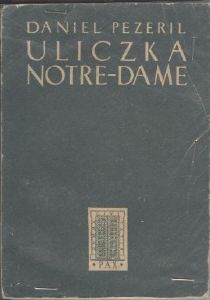 DANIEL PEZERIL
ULICZKA
NOTRE-DAME
PAX